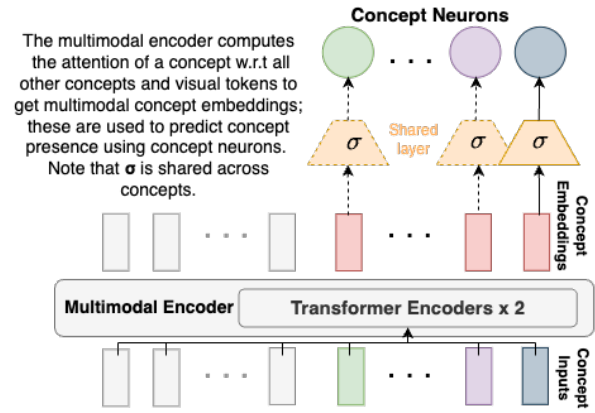 Concept Neurons
The multimodal encoder computes
the attention of a concept w.r.t all
other concepts and visual tokens to
get multimodal concept embeddings;
these are used to predict concept
presence using concept neurons.
Note that σ is shared across
concepts.
. . .
Shared
layer
σ
σ
σ
. . .
. . .
Concept
Embeddings
Multimodal Encoder
Transformer Encoders x 2
. . .
. . .
Concept
Inputs